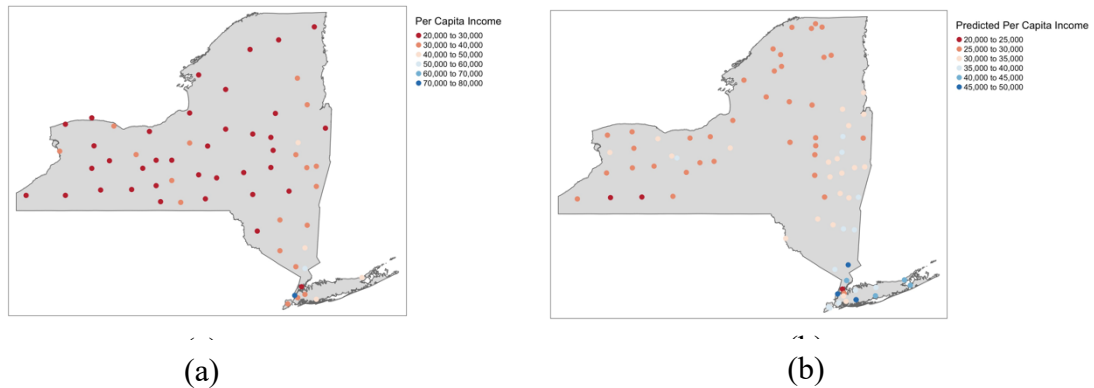 Per Capita Income
20,000 to 30,000
30,000 to 40,000
40,000 to 50,000
50,000 to 60,000
60,000 to 70,000
70,000 to 80,000
Predicted Per Capita Income
20,000 to 25,000
25,000 to 30,000
30,000 to 35,000
35,000 to 40,000
40,000 to 45,000
45,000 to 50,000
(a)
(b)